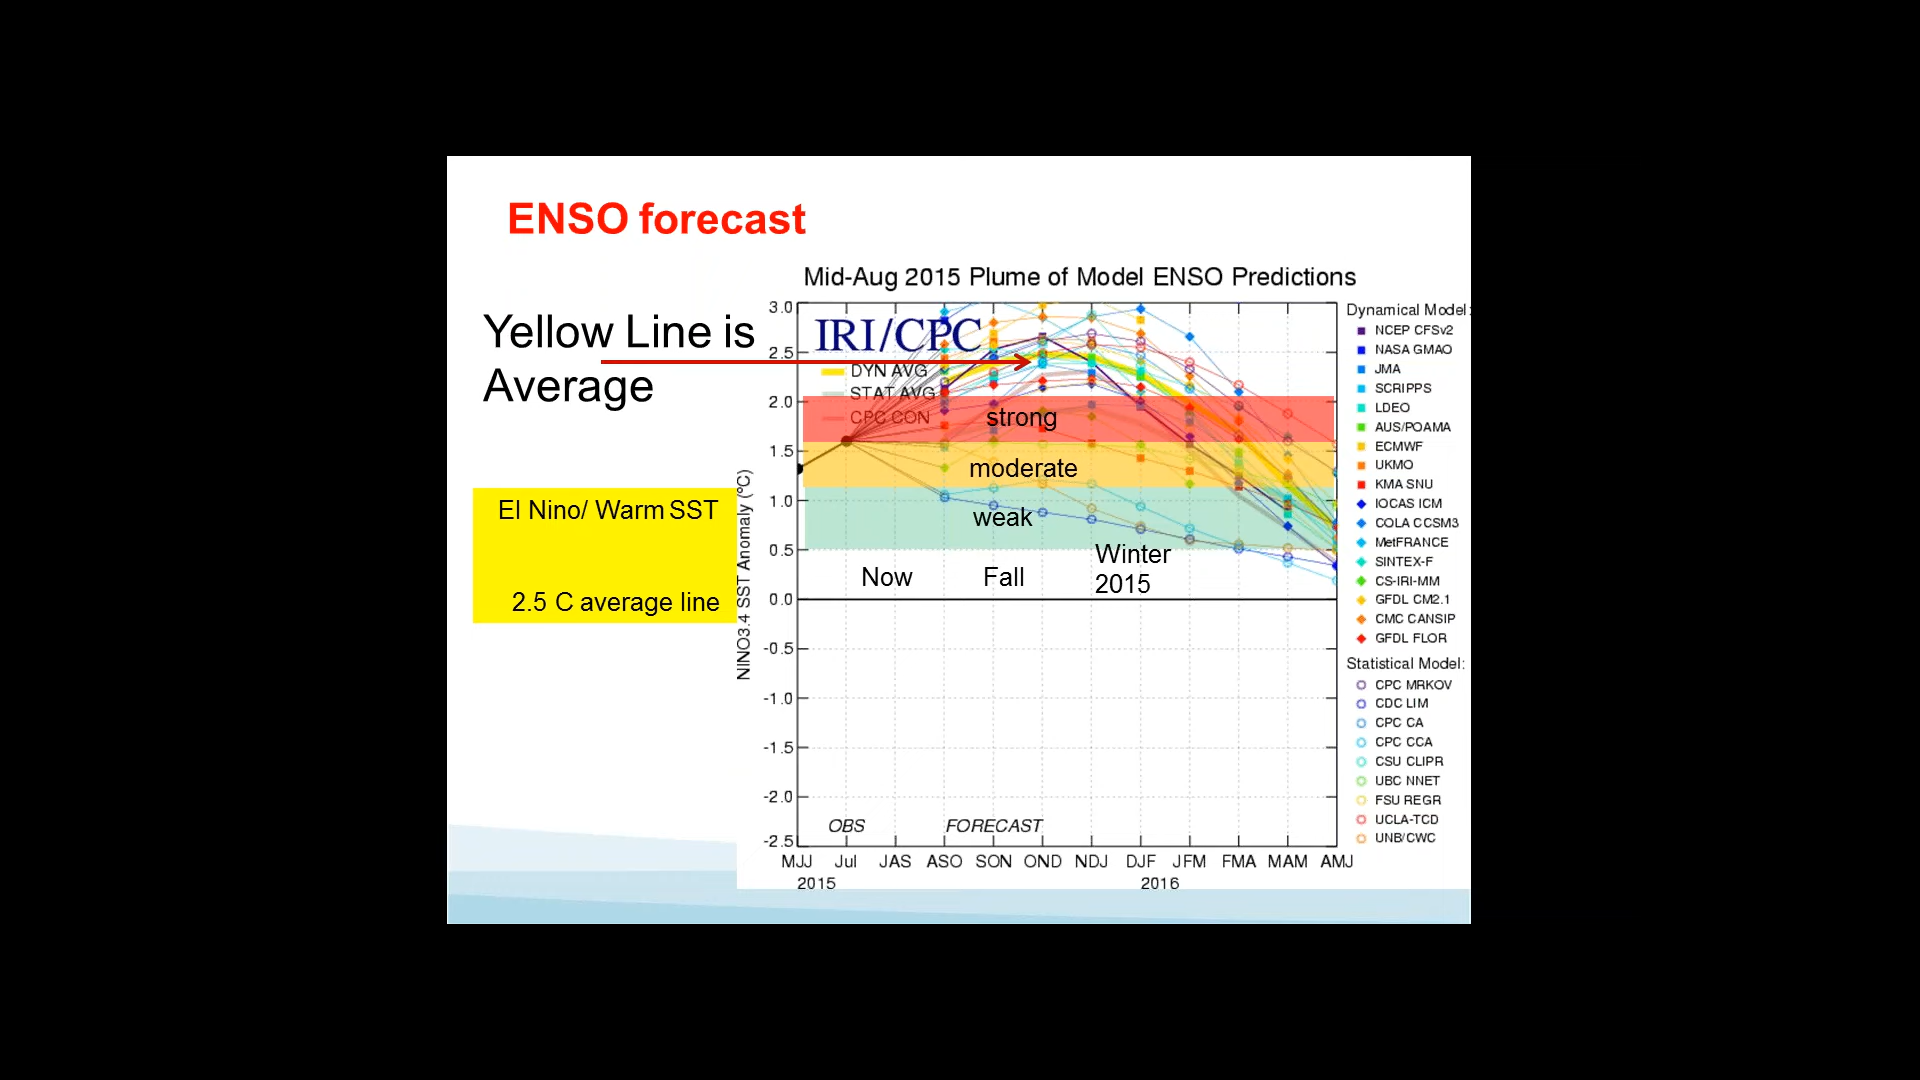 ENSO forecast
Yellow Line is
Average
El Nino/ Warm SST
2.5 C average line
Mid-Aug 2015 Plume of Model ENSO Predictions
IRI/CPC
DYN AVG
STAT AVG
CPC CON
strong
moderate
weak
Now
Fall
Winter
2015
NINO3.4 SST Anomaly (ºC)
3.0
2.5
2.0
1.5
1.0
0.5
0.0
-0.5
-1.0
-1.5
-2.0
-2.5
OBS
FORECAST
MJJ Jul JAS ASO SON OND NDJ DJF JFM FMA MAM AMJ
2015 2016
Dynamical Model:
NCEP CFSv2
NASA GMAO
JMA
SCRIPPS
LDEO
AUS/POAMA
ECMWF
UKMO
KMA SNU
IOCAS ICM
COLA CCSM3
MetFRANCE
SINTEX-F
CS-IRI-MM
GFDL CM2.1
CMC CANSIP
GFDL FLOR
Statistical Model:
CPC MRKOV
CDC LIM
CPC CA
CPC CCA
CSU CLIPR
UBC NNET
FSU REGR
UCLA-TCD
UNB/CWC